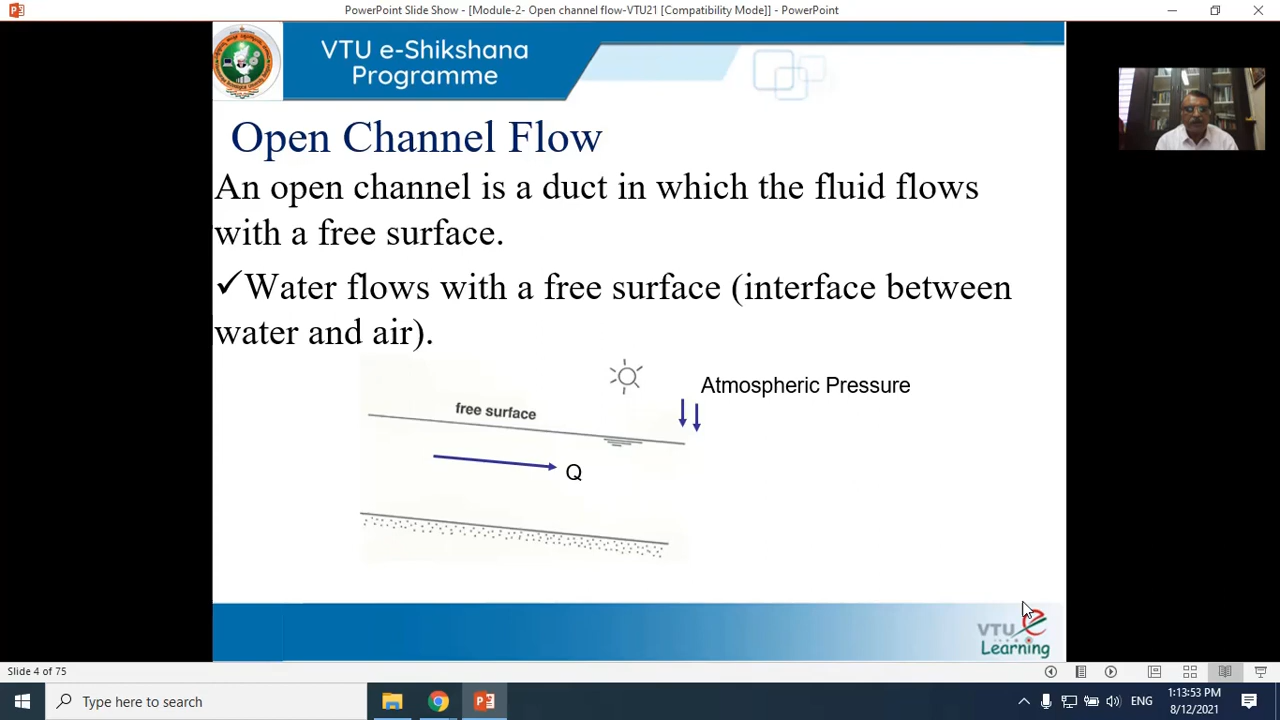 PowerPoint Slide Show - [Module-2- Open channel flow-VTU21 [Compatibility Mode]] - PowerPoint
VTU e-Shikshana
Programme
Open Channel Flow
An open channel is a duct in which the fluid flows
with a free surface.
✓Water flows with a free surface (interface between
water and air).
Atmospheric Pressure
free surface
Q
VTU e
Learning
Slide 4 of 75
Type here to search
ENG
1:13:53 PM
8/12/2021